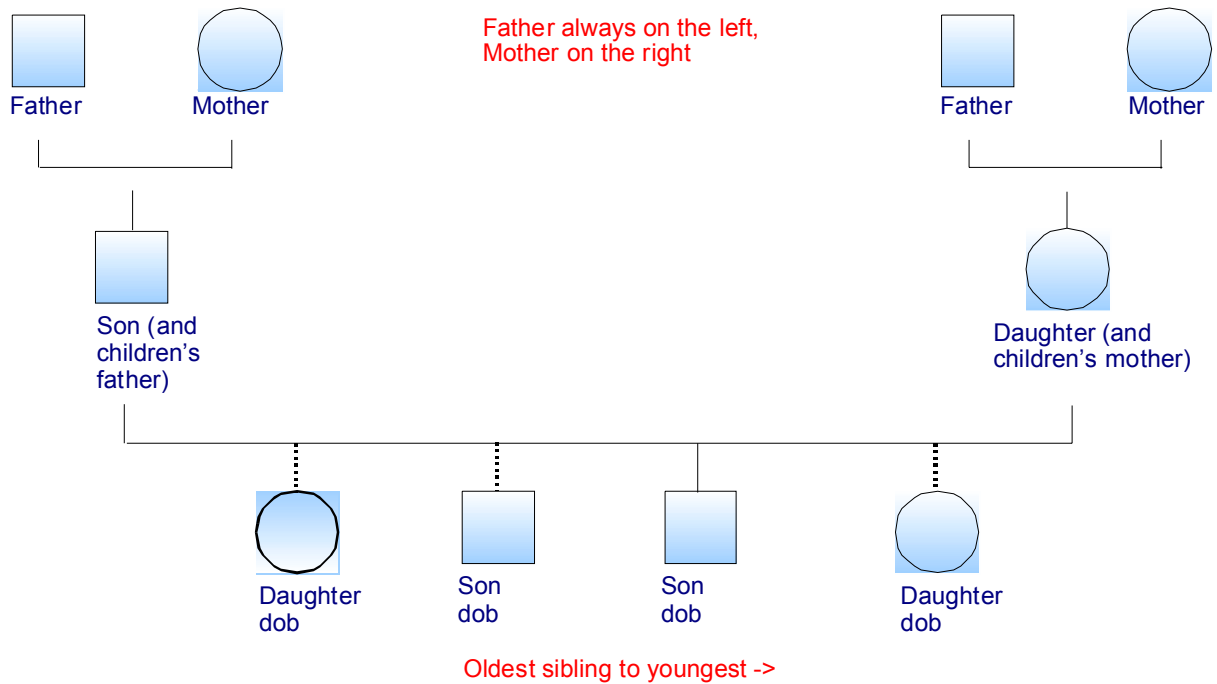 Father always on the left,
Mother on the right
Father
Mother
Father
Mother
Son (and
children’s
father)
Daughter (and
children’s mother)
Daughter
dob
Son
dob
Son
dob
Daughter
dob
Oldest sibling to youngest ->